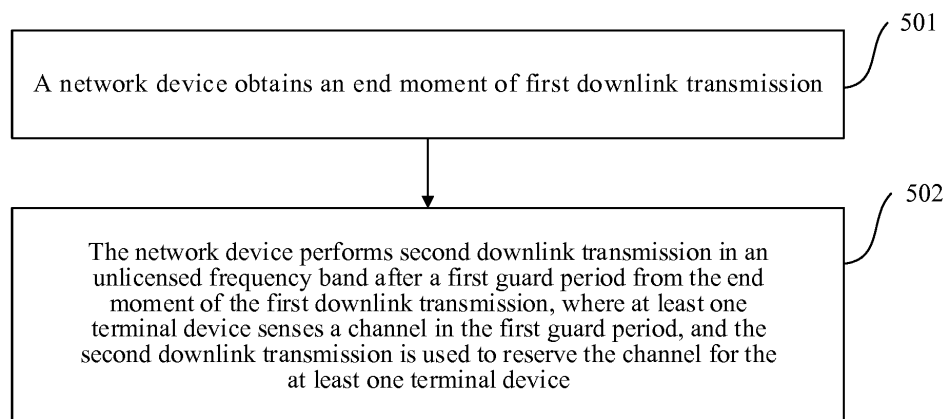 501
A network device obtains an end moment of first downlink transmission
502
The network device performs second downlink transmission in an
unlicensed frequency band after a first guard period from the end
moment of the first downlink transmission, where at least one
terminal device senses a channel in the first guard period, and the
second downlink transmission is used to reserve the channel for the
at least one terminal device